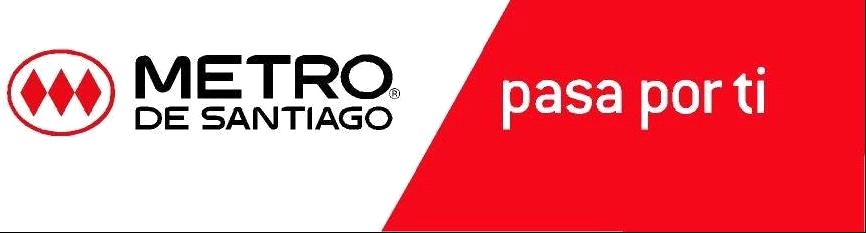 METRO®
DE SANTIAGO
pasa por ti